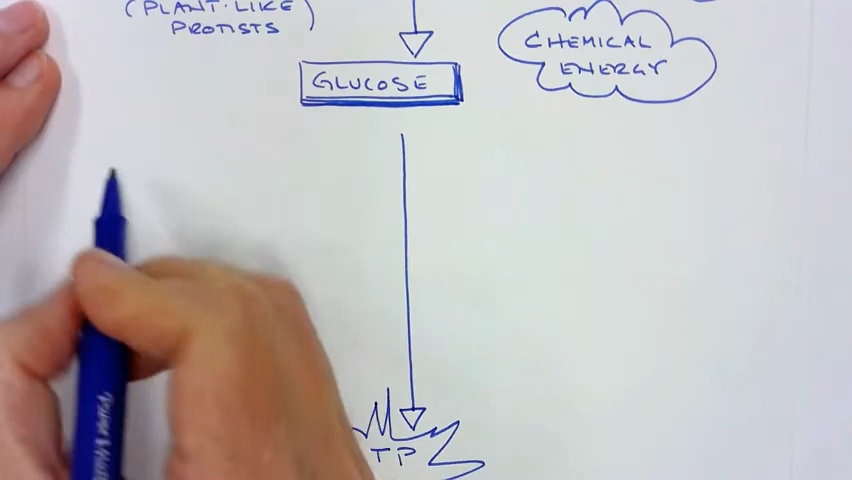 (PLANT-LIKE)
PROTISTS
CHEMICAL
ENERGY
GLUCOSE
TP